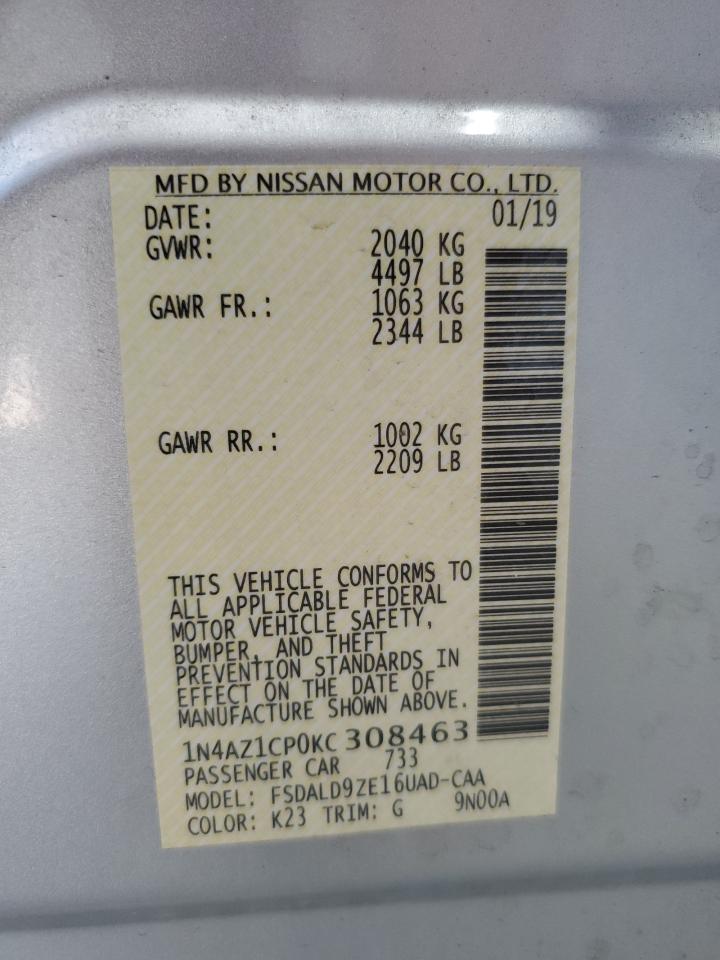 MFD BY NISSAN MOTOR CO., LTD.
DATE: 01/19
GVWR: 2040 KG
4497 LB
GAWR FR.: 1063 KG
2344 LB
GAWR RR.: 1002 KG
2209 LB
THIS VEHICLE CONFORMS TO
ALL APPLICABLE FEDERAL
MOTOR VEHICLE SAFETY,
BUMPER, AND THEFT
PREVENTION STANDARDS IN
EFFECT ON THE DATE OF
MANUFACTURE SHOWN ABOVE.
1N4AZ1CP0KC308463
PASSENGER CAR 733
MODEL: FSDALD9ZE16UAD-CAA
COLOR: K23 TRIM: G 9N00A